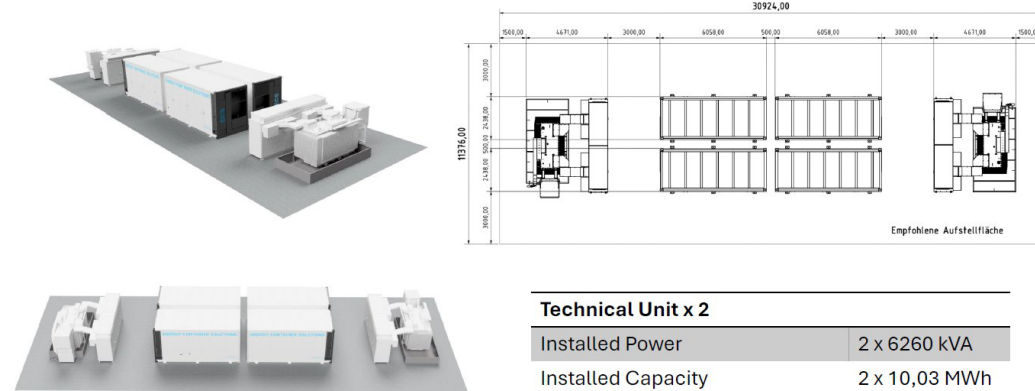 30924,00
1500,00 4671,00 3000,00 6058,00 500,00 6058,00 3000,00 4671,00 1500,0
3000,00
2438,00
500,00
2438,00
3000,00
11376,00
Empfohlene Aufstellfläche
Technical Unit x 2
Installed Power 2 x 6260 kVA
Installed Capacity 2 x 10,03 MWh